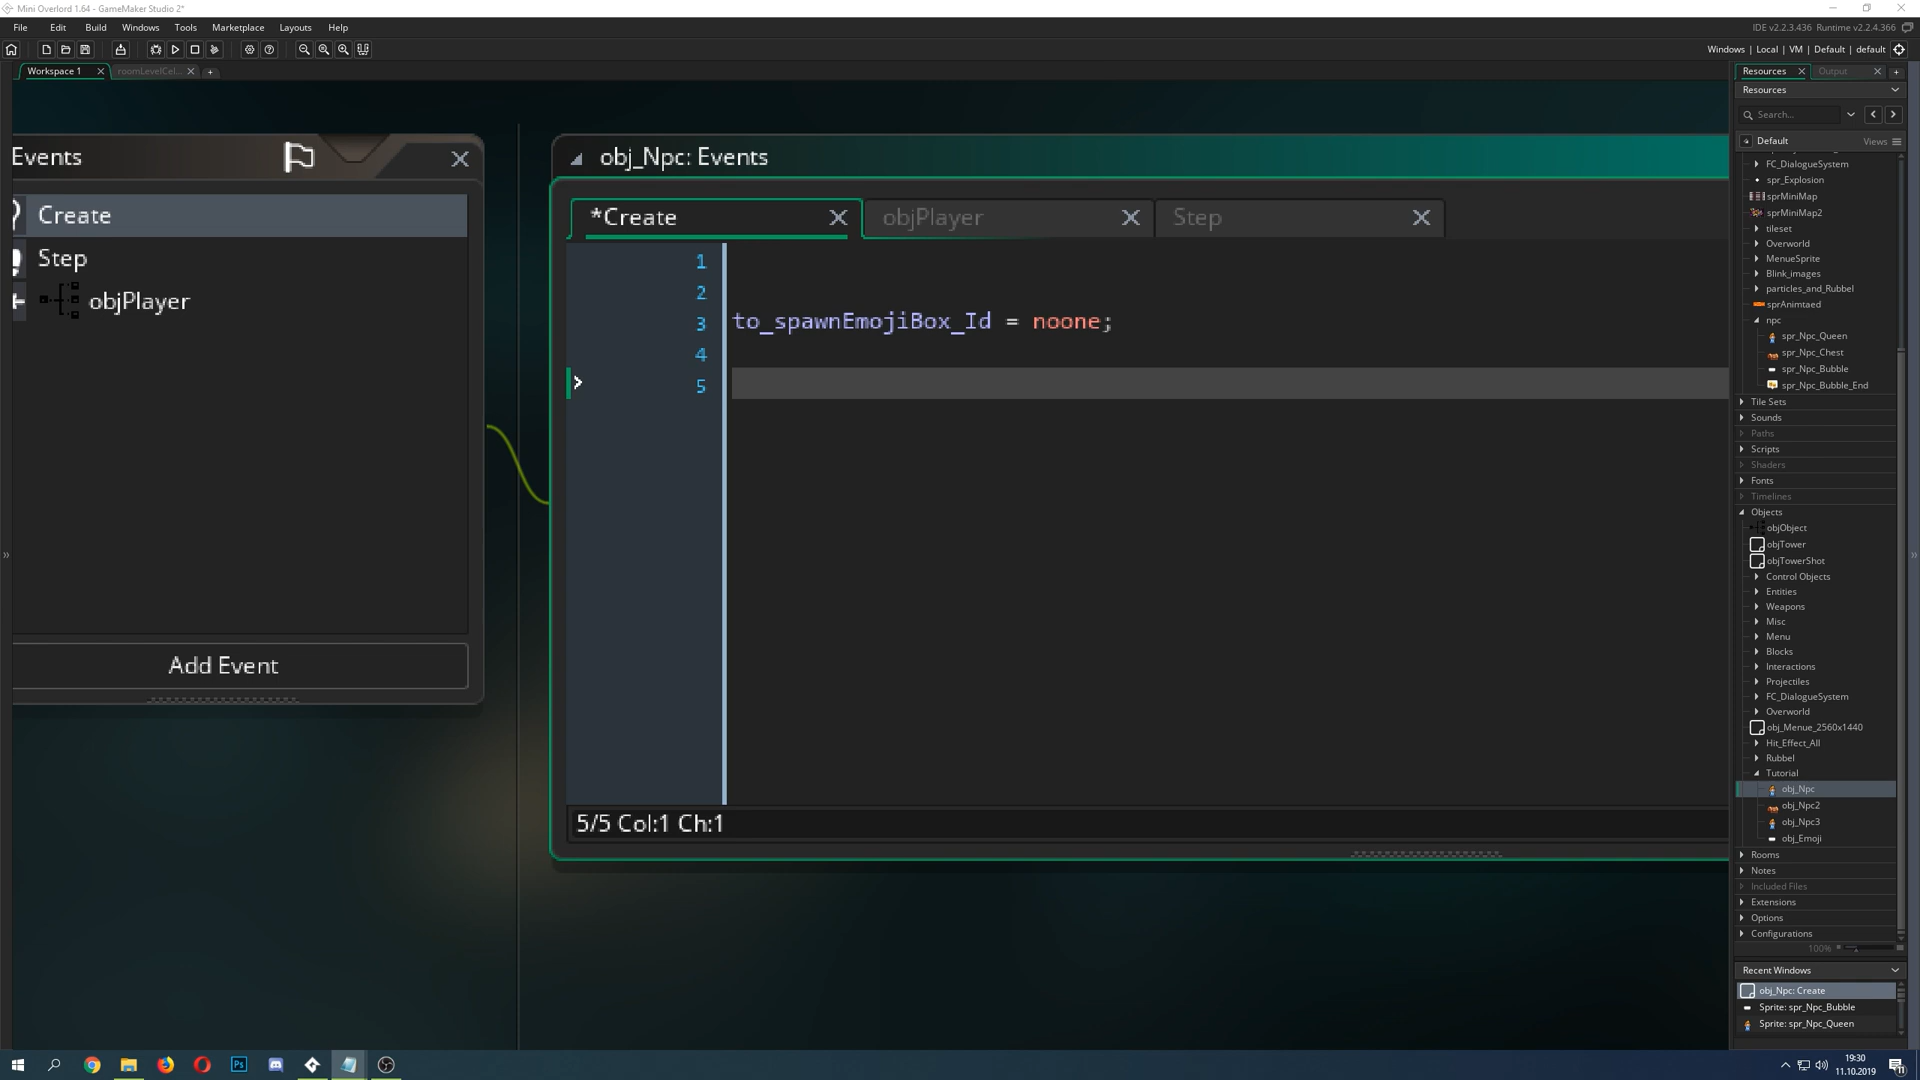 Mini Overlord 1.64 - GameMaker Studio 2*
File Edit Build Windows Tools Marketplace Layouts Help
IDE v2.2.3.436 Runtime v2.2.4.366
Windows | Local | VM | Default | default
Workspace 1
roomLevelCel...
Events
Create
Step
objPlayer
Add Event
obj_Npc: Events
*Create
objPlayer
Step
1
2
3 to_spawnEmojiBox_Id = noone;
4
5
5/5 Col:1 Ch:1
Resources
Output
Resources
Search...
Default
Views
FC_DialogueSystem
spr_Explosion
sprMiniMap
sprMiniMap2
tileset
Overworld
MenueSprite
Blink_images
particles_and_Rubbel
sprAnimtaed
npc
spr_Npc_Queen
spr_Npc_Chest
spr_Npc_Bubble
spr_Npc_Bubble_End
Tile Sets
Sounds
Paths
Scripts
Shaders
Fonts
Timelines
Objects
objObject
objTower
objTowerShot
Control Objects
Entities
Weapons
Misc
Menu
Blocks
Interactions
Projectiles
FC_DialogueSystem
Overworld
obj_Menue_2560x1440
Hit_Effect_All
Rubbel
Tutorial
obj_Npc
obj_Npc2
obj_Npc3
obj_Emoji
Rooms
Notes
Included Files
Extensions
Options
Configurations
100%
Recent Windows
obj_Npc: Create
Sprite: spr_Npc_Bubble
Sprite: spr_Npc_Queen
19:30
11.10.2019